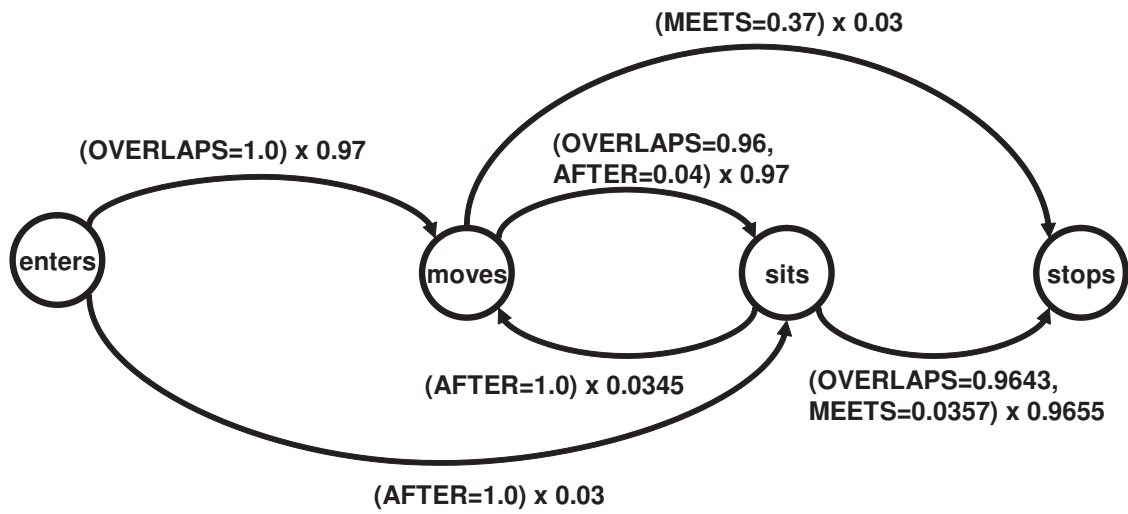 (MEETS=0.37) x 0.03
(OVERLAPS=1.0) x 0.97
(OVERLAPS=0.96,
AFTER=0.04) x 0.97
enters
moves
sits
stops
(AFTER=1.0) x 0.0345
(OVERLAPS=0.9643,
MEETS=0.0357) x 0.9655
(AFTER=1.0) x 0.03